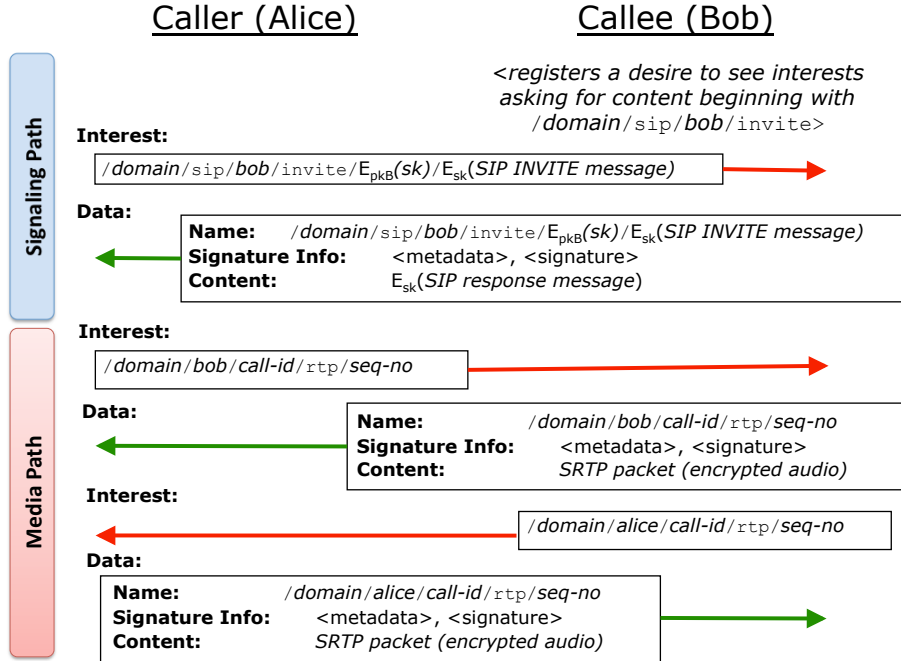 Caller (Alice)
Callee (Bob)
Signaling Path
<registers a desire to see interests
asking for content beginning with
/domain/sip/bob/invite>
Interest:
/domain/sip/bob/invite/EpkB(sk)/Esk(SIP INVITE message)
Data:
Name: /domain/sip/bob/invite/EpkB(sk)/Esk(SIP INVITE message)
Signature Info: <metadata>, <signature>
Content: Esk(SIP response message)
Media Path
Interest:
/domain/bob/call-id/rtp/seq-no
Data:
Name: /domain/bob/call-id/rtp/seq-no
Signature Info: <metadata>, <signature>
Content: SRTP packet (encrypted audio)
Interest:
/domain/alice/call-id/rtp/seq-no
Data:
Name: /domain/alice/call-id/rtp/seq-no
Signature Info: <metadata>, <signature>
Content: SRTP packet (encrypted audio)